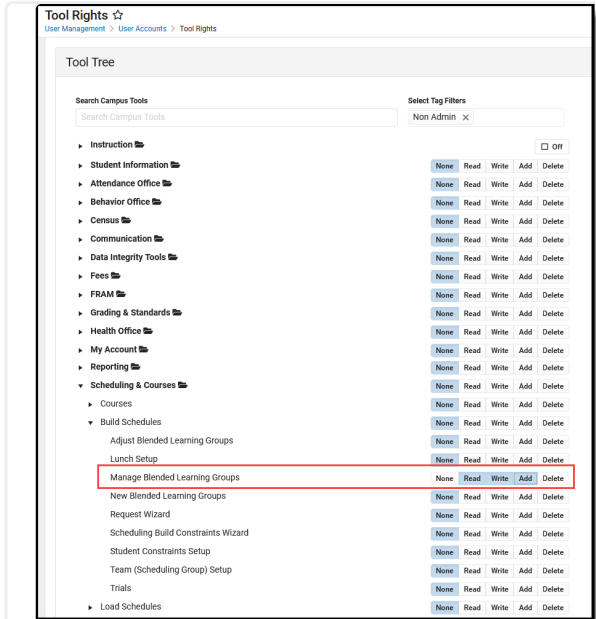 Tool Rights
User Management > User Accounts > Tool Rights
Tool Tree
Search Campus Tools Select Tag Filters
Search Campus Tools Non Admin ×
Instruction Off
Student Information None Read Write Add Delete
Attendance Office None Read Write Add Delete
Behavior Office None Read Write Add Delete
Census None Read Write Add Delete
Communication None Read Write Add Delete
Data Integrity Tools None Read Write Add Delete
Fees None Read Write Add Delete
FRAM None Read Write Add Delete
Grading & Standards None Read Write Add Delete
Health Office None Read Write Add Delete
My Account None Read Write Add Delete
Reporting None Read Write Add Delete
Scheduling & Courses None Read Write Add Delete
Courses None Read Write Add Delete
Build Schedules None Read Write Add Delete
Adjust Blended Learning Groups None Read Write Add Delete
Lunch Setup None Read Write Add Delete
Manage Blended Learning Groups None Read Write Add Delete
New Blended Learning Groups None Read Write Add Delete
Request Wizard None Read Write Add Delete
Scheduling Build Constraints Wizard None Read Write Add Delete
Student Constraints Setup None Read Write Add Delete
Team (Scheduling Group) Setup None Read Write Add Delete
Trials None Read Write Add Delete
Load Schedules None Read Write Add Delete